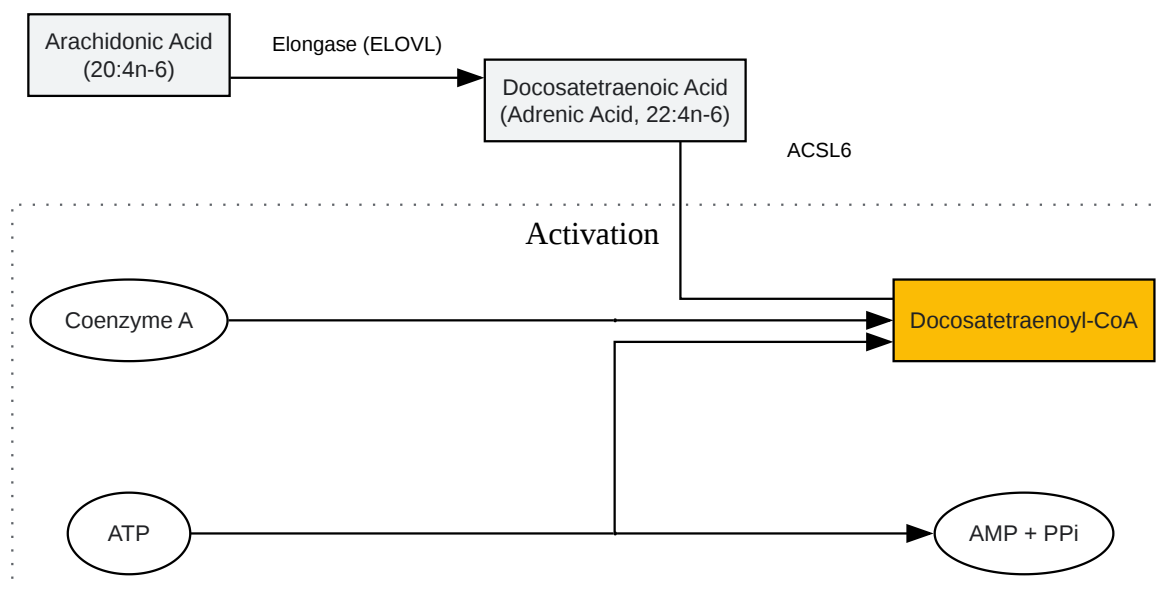 Arachidonic Acid
(20:4n-6)
Elongase (ELOVL)
Docosatetraenoic Acid
(Adrenic Acid, 22:4n-6)
ACSL6
Activation
Coenzyme A
Docosatetraenoyl-CoA
ATP
AMP + PPi